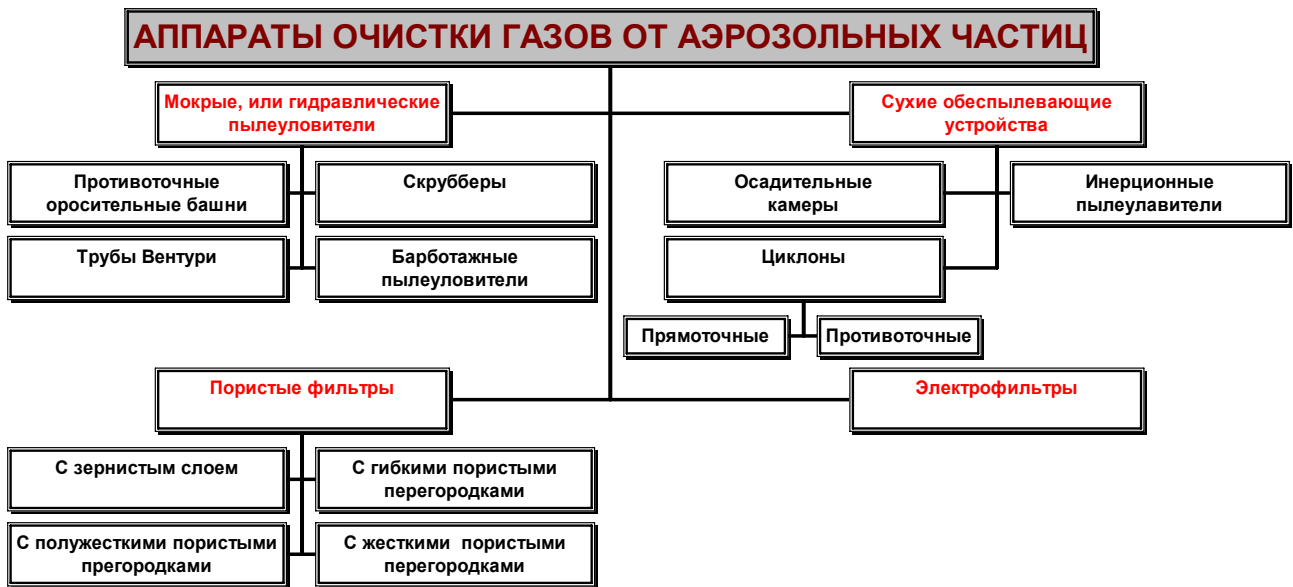 АППАРАТЫ ОЧИСТКИ ГАЗОВ ОТ АЭРОЗОЛЬНЫХ ЧАСТИЦ
Мокрые, или гидравлические
пылеуловители
Сухие обеспылевающие
устройства
Противоточные
оросительные башни
Скрубберы
Осадительные
камеры
Инерционные
пылеулавители
Трубы Вентури
Барботажные
пылеуловители
Циклоны
Прямоточные
Противоточные
Пористые фильтры
Электрофильтры
С зернистым слоем
С гибкими пористыми
перегородками
С полужесткими пористыми
прегородками
С жесткими пористыми
перегородками